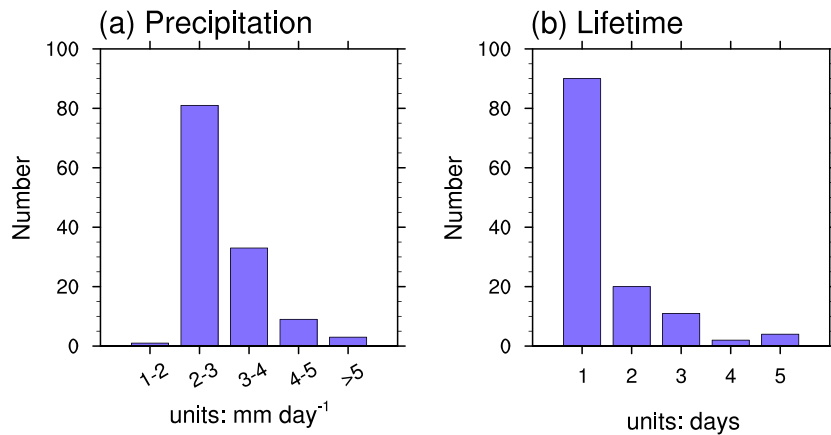 (a) Precipitation
100
80
60
40
20
0
Number
1-2 2-3 3-4 4-5 >5
units: mm day⁻¹
(b) Lifetime
100
80
60
40
20
0
Number
1 2 3 4 5
units: days